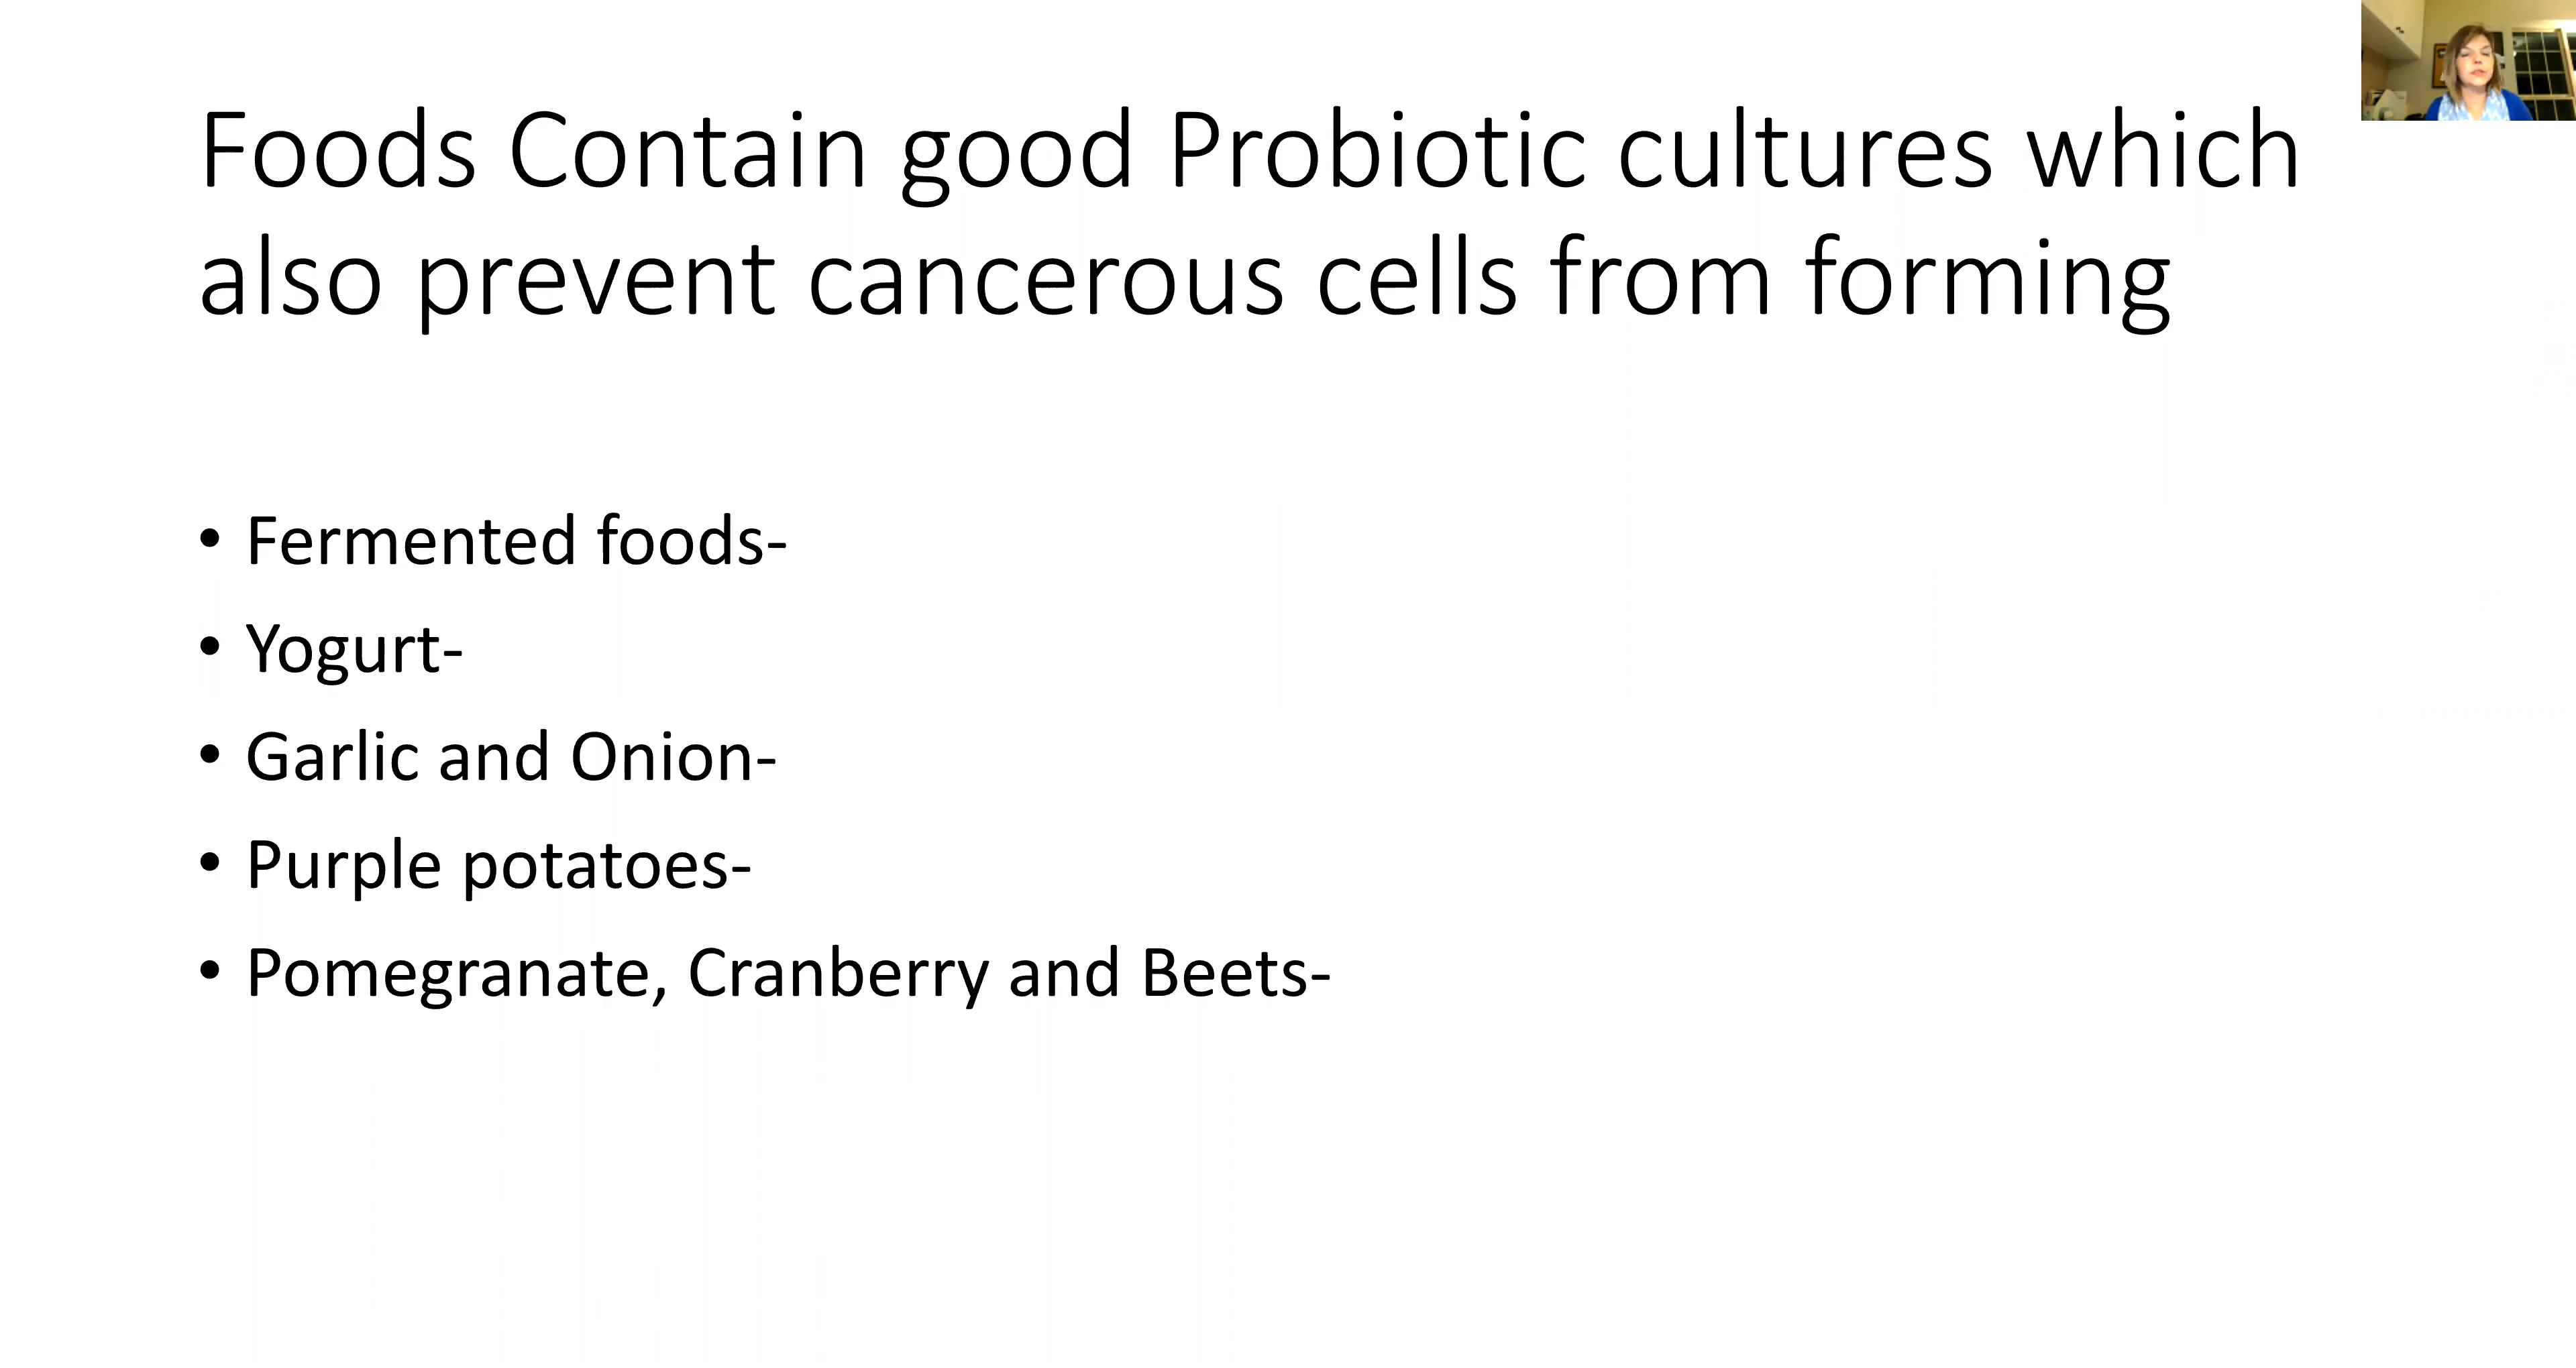 Foods Contain good Probiotic cultures which
also prevent cancerous cells from forming
• Fermented foods-
• Yogurt-
• Garlic and Onion-
• Purple potatoes-
• Pomegranate, Cranberry and Beets-